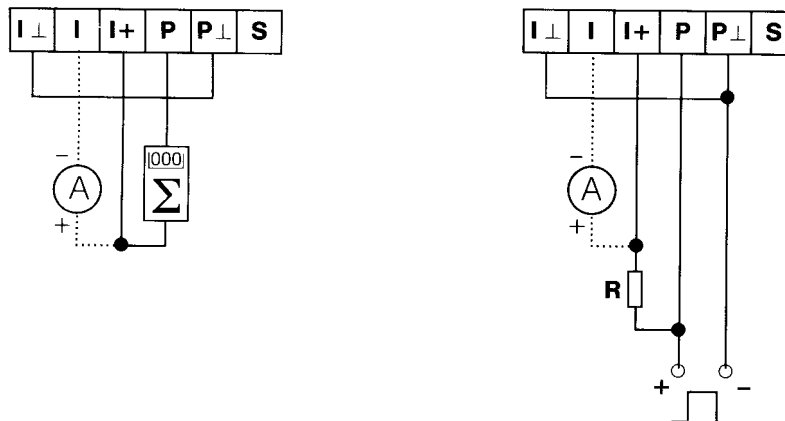 I⊥ I I+ P P⊥ S
I⊥ I I+ P P⊥ S
-
A
+
000
Σ
-
A
+
R
+ -